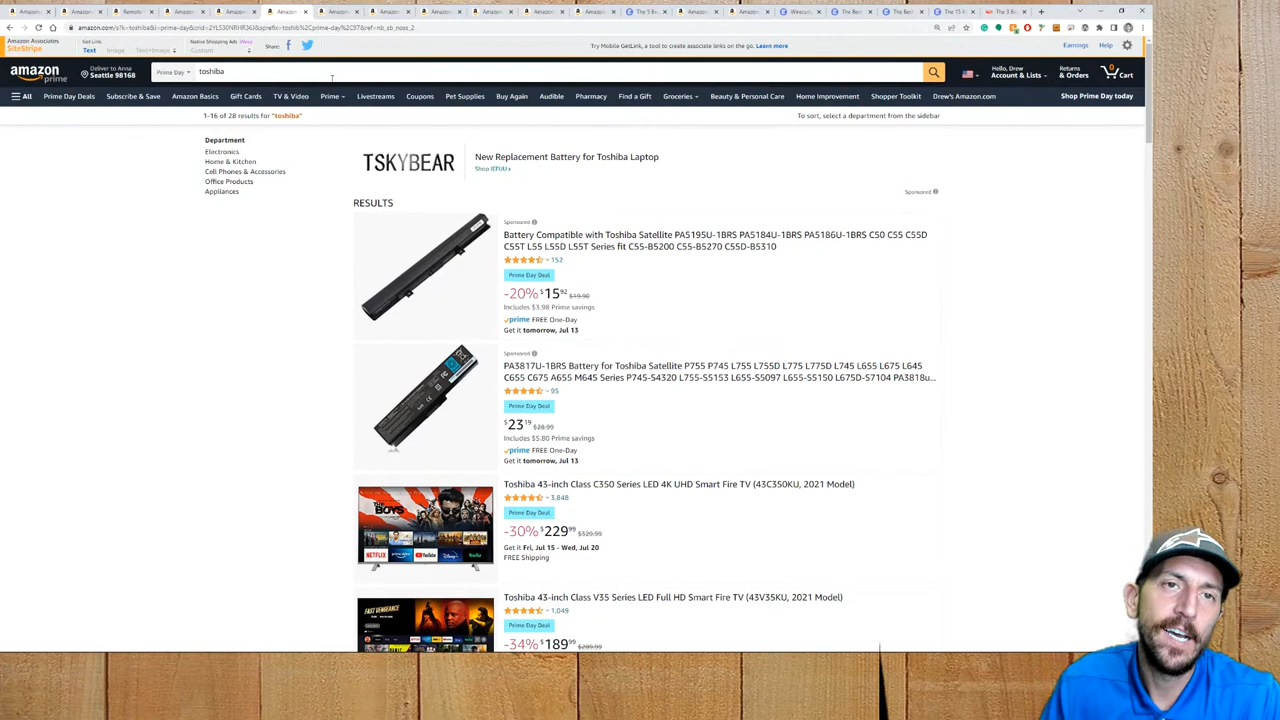 amazon.com/s?k=toshiba&i=prime-day&crid=2YL530NRH363J&sprefix=toshib%2Cprime-day%2C97&ref=nb_sb_noss_2
Amazon Associates
SiteStripe
Get Link:
Text
Image
Text+Image
Native Shopping Ads (New)
Custom
Share:
Try Mobile GetLink, a tool to create associate links on the go. Learn more
Earnings
Help
amazon
prime
Deliver to Anna
Seattle 98168
Prime Day
toshiba
Hello, Drew
Account & Lists
Returns
& Orders
0
Cart
All
Prime Day Deals
Subscribe & Save
Amazon Basics
Gift Cards
TV & Video
Prime
Livestreams
Coupons
Pet Supplies
Buy Again
Audible
Pharmacy
Find a Gift
Groceries
Beauty & Personal Care
Home Improvement
Shopper Toolkit
Drew's Amazon.com
Shop Prime Day today
1-16 of 28 results for "toshiba"
To sort, select a department from the sidebar
Department
Electronics
Home & Kitchen
Cell Phones & Accessories
Office Products
Appliances
TSKYBEAR
New Replacement Battery for Toshiba Laptop
Shop IEFUU ›
Sponsored
RESULTS
Sponsored
Battery Compatible with Toshiba Satellite PA5195U-1BRS PA5184U-1BRS PA5186U-1BRS C50 C55 C55D
C55T L55 L55D L55T Series fit C55-B5200 C55-B5270 C55D-B5310
152
Prime Day Deal
-20% $15 92 $19.90
Includes $3.98 Prime savings
prime FREE One-Day
Get it tomorrow, Jul 13
Sponsored
PA3817U-1BRS Battery for Toshiba Satellite P755 P745 L755 L755D L775 L775D L745 L655 L675 L645
C655 C675 A655 M645 Series P745-S4320 L755-S5153 L655-S5097 L655-S5150 L675D-S7104 PA3818u...
95
Prime Day Deal
$23 19 $28.99
Includes $5.80 Prime savings
prime FREE One-Day
Get it tomorrow, Jul 13
Toshiba 43-inch Class C350 Series LED 4K UHD Smart Fire TV (43C350KU, 2021 Model)
3,848
Prime Day Deal
-30% $229 99 $329.99
Get it Fri, Jul 15 - Wed, Jul 20
FREE Shipping
THE BOYS
NETFLIX
prime video
YouTube
Disney+
hulu
Toshiba 43-inch Class V35 Series LED Full HD Smart Fire TV (43V35KU, 2021 Model)
1,049
Prime Day Deal
-34% $189 99 $289.99
FAST VENGEANCE